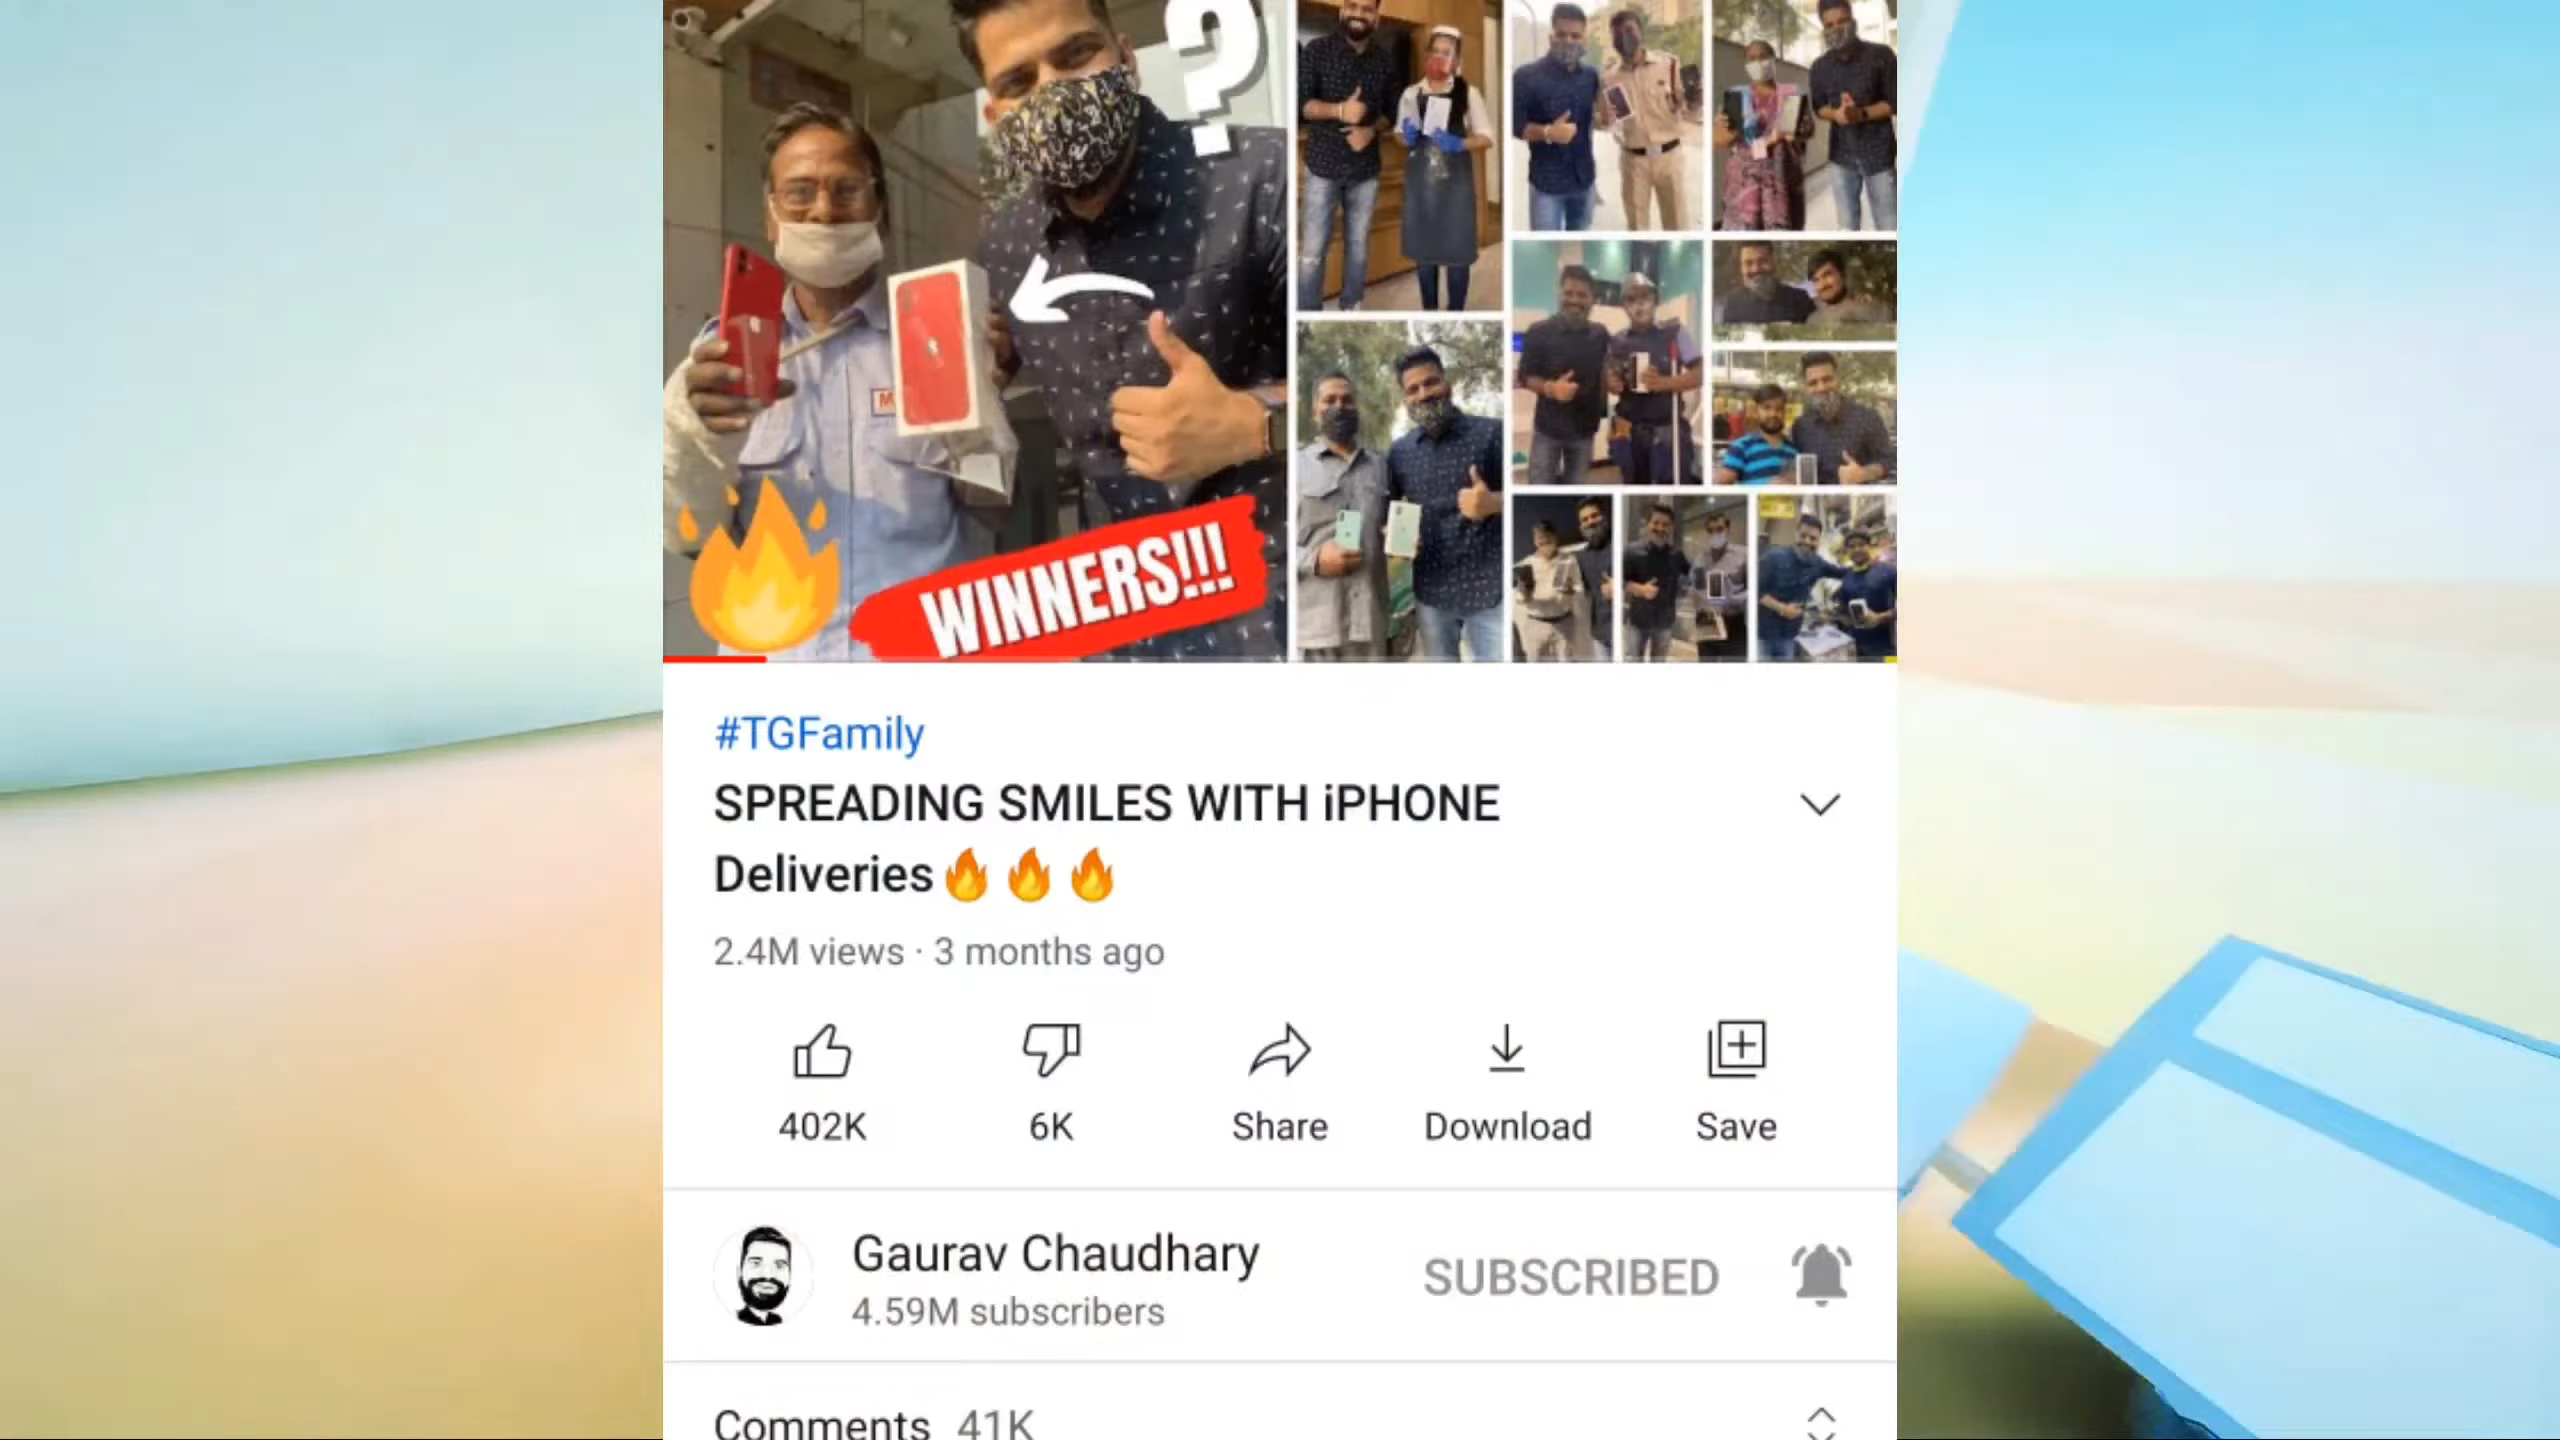 ?
M
WINNERS!!!
#TGFamily
SPREADING SMILES WITH iPHONE
Deliveries🔥🔥🔥
2.4M views · 3 months ago
402K
6K
Share
Download
Save
Gaurav Chaudhary
4.59M subscribers
SUBSCRIBED
Comments 41K